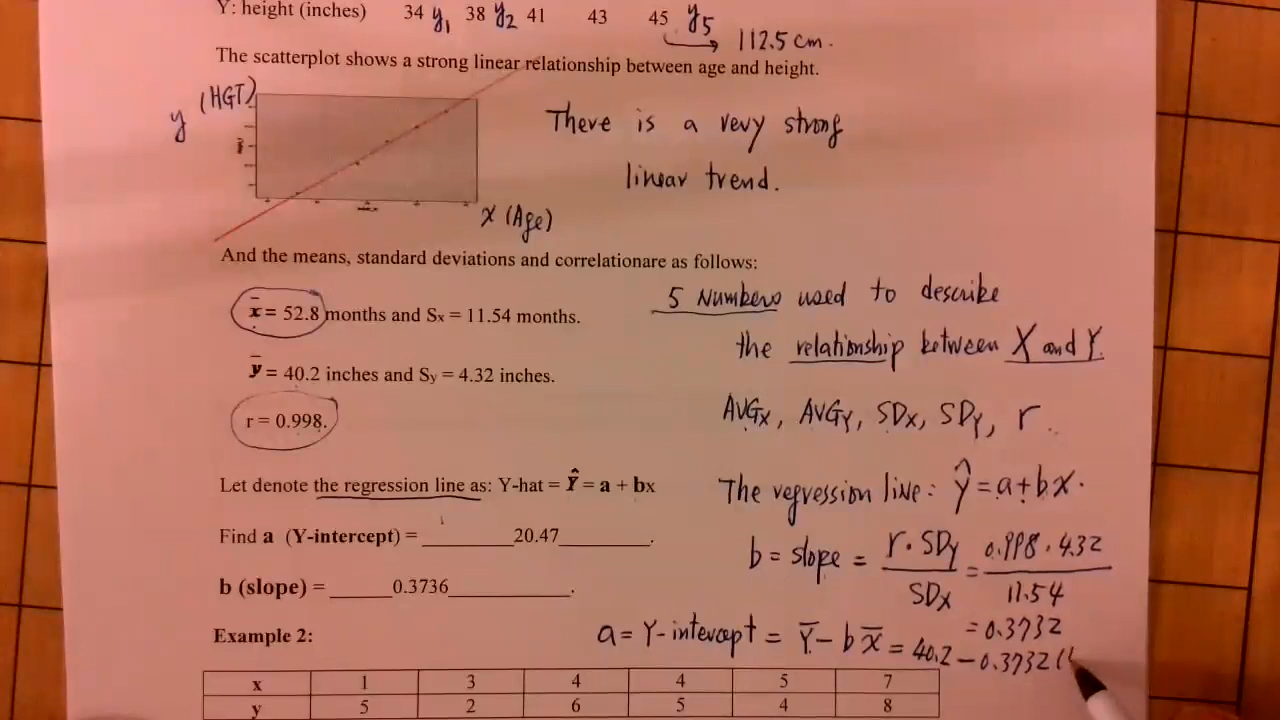 Y: height (inches) 34 y1 38 y2 41 43 45 y5
112.5 cm.
The scatterplot shows a strong linear relationship between age and height.
y (HGT)
There is a very strong
linear trend.
X (Age)
And the means, standard deviations and correlationare as follows:
5 Numbers used to describe
x̄ = 52.8 months and Sx = 11.54 months.
the relationship between X and Y.
ȳ = 40.2 inches and Sy = 4.32 inches.
AVGx, AVGy, SDx, SDy, r.
r = 0.998.
Let denote the regression line as: Y-hat = Ŷ = a + bx
The regression line: Ŷ = a + bx.
Find a (Y-intercept) = ________20.47_________.
b = slope = r · SDy / SDx = 0.998 · 4.32 / 11.54
b (slope) = ______0.3736____________.
= 0.3732
Example 2:
a = Y-intercept = Ȳ - b x̄ = 40.2 - 0.3732 (
x 1 3 4 4 5 7
y 5 2 6 5 4 8